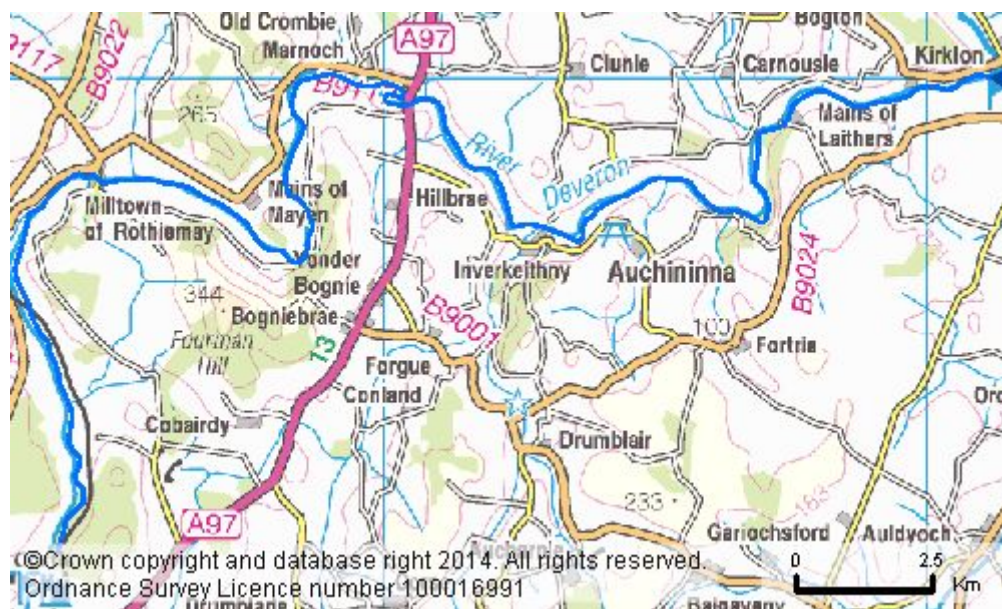 Old Crombie
Marnoch
A97
Bogton
B9022
B9117
Clunie
Carnousie
Kirkton
265
B911
Mains of
Laithers
River
Deveron
Milltown
of Rothiemay
Mains of
Mayen
Hillbrae
Yonder
Bognie
Inverkeithny
Auchininna
B9024
344
Bogniebrae
B9001
100
Fortrie
Fourman
Hill
13
Forgue
Conland
Cobairdy
Drumblair
233
163
A97
Gariochsford
Auldyoch
©Crown copyright and database right 2014. All rights reserved.
Ordnance Survey Licence number 100016991
0
2.5
Km